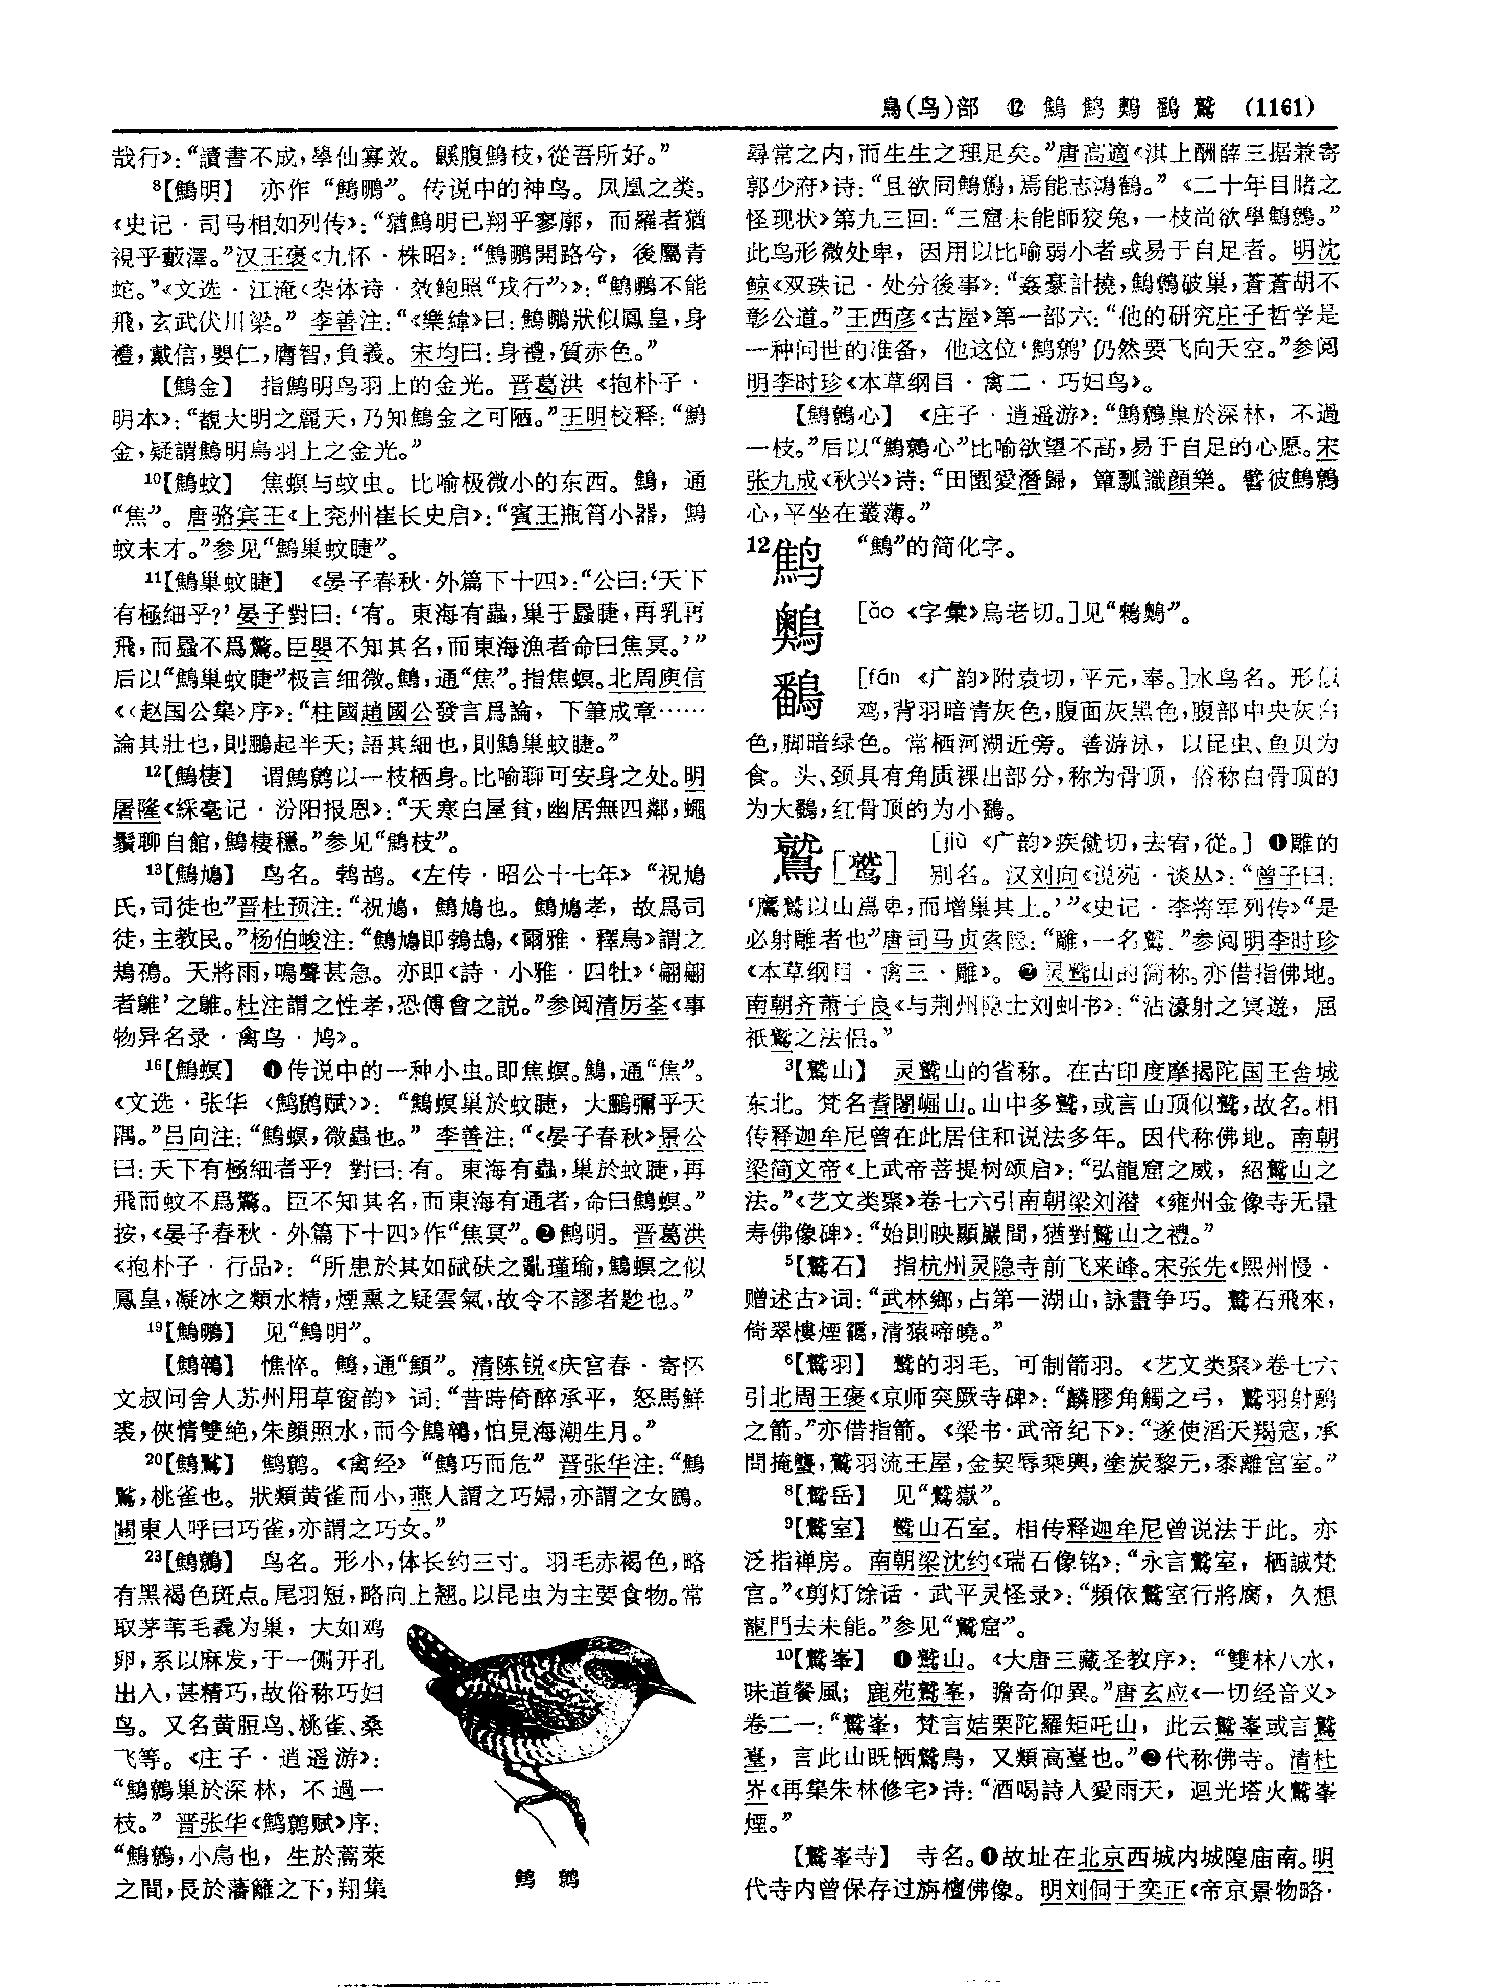 鳥(鸟)部 ⑫ 鷦 鹪 鷔 鷭 鷲 (1161)
哉行》：“讀書不成，學仙寡效。鼷腹鷦枝，從吾所好。”
8【鷦明】 亦作“鷦鵬”。传说中的神鸟。凤凰之类。
《史记·司马相如列传》：“猶鷦明已翔乎寥廓，而羅者猶
視乎藪澤。”汉王褒《九怀·株昭》：“鷦鵬開路兮，後屬青
蛇。”《文选·江淹〈杂体诗·效鲍照“戎行”〉》：“鷦鵬不能
飛，玄武伏川梁。”李善注：“《樂緯》曰：鷦鵬狀似鳳皇，身
禮，戴信，嬰仁，膺智，負義。宋均曰：身禮，質赤色。”
【鷦金】 指鷦明鸟羽上的金光。晋葛洪《抱朴子·
明本》：“覩大明之麗天，乃知鷦金之可陋。”王明校释：“鷦
金，疑謂鷦明鳥羽上之金光。”
10【鷦蚊】 焦螟与蚊虫。比喻极微小的东西。鷦，通
“焦”。唐骆宾王《上兖州崔长史启》：“賓王瓶筲小器，鷦
蚊末才。”参见“鷦巢蚊睫”。
11【鷦巢蚊睫】 《晏子春秋·外篇下十四》：“公曰：‘天下
有極細乎？’晏子對曰：‘有。東海有蟲，巢于蟁睫，再乳再
飛，而蟁不爲驚。臣嬰不知其名，而東海漁者命曰焦冥。’”
后以“鷦巢蚊睫”极言细微。鷦，通“焦”。指焦螟。北周庾信
《〈赵国公集〉序》：“柱國趙國公發言爲論，下筆成章……
論其壯也，則鵬起半天；語其細也，則鷦巢蚊睫。”
12【鷦棲】 谓鷦鷯以一枝栖身。比喻聊可安身之处。明
屠隆《綵毫记·汾阳报恩》：“天寒白屋貧，幽居無四鄰，蠅
鬚聊自館，鷦棲穩。”参见“鷦枝”。
13【鷦鳩】 鸟名。鹁鸪。《左传·昭公十七年》“祝鳩
氏，司徒也”晋杜预注：“祝鳩，鷦鳩也。鷦鳩孝，故爲司
徒，主教民。”杨伯峻注：“鷦鳩即鵓鴣，《爾雅·釋鳥》謂之
鳺鴀。天將雨，鳴聲甚急。亦即《詩·小雅·四牡》‘翩翩
者鵻’之鵻。杜注謂之性孝，恐傅會之説。”参阅清厉荃《事
物异名录·禽鸟·鸠》。
16【鷦螟】 ❶传说中的一种小虫。即焦螟。鷦，通“焦”。
《文选·张华〈鹪鹩赋〉》：“鷦螟巢於蚊睫，大鵬彌乎天
隅。”吕向注：“鷦螟，微蟲也。”李善注：“《晏子春秋》景公
曰：天下有極細者乎？對曰：有。東海有蟲，巢於蚊睫，再
飛而蚊不爲驚。臣不知其名，而東海有通者，命曰鷦螟。”
按，《晏子春秋·外篇下十四》作“焦冥”。❷鹪明。晋葛洪
《抱朴子·行品》：“所患於其如碔砆之亂瑾瑜，鷦螟之似
鳳皇，凝冰之類水精，煙熏之疑雲氣，故令不謬者尠也。”
19【鷦鵬】 见“鷦明”。
【鷦鶕】 憔悴。鷦，通“顦”。清陈锐《庆宫春·寄怀
文叔问舍人苏州用草窗韵》词：“昔時倚醉承平，怒馬鮮
裘，俠情雙绝，朱顔照水，而今鷦鶕，怕見海潮生月。”
20【鷦鷲】 鹪鹩。《禽经》“鷦巧而危”晋张华注：“鷦
鷲，桃雀也。狀類黄雀而小，燕人謂之巧婦，亦謂之女鴎。
關東人呼曰巧雀，亦謂之巧女。”
23【鷦鷯】 鸟名。形小，体长约三寸。羽毛赤褐色，略
有黑褐色斑点。尾羽短，略向上翘。以昆虫为主要食物。常
取茅苇毛毳为巢，大如鸡
卵，系以麻发，于一侧开孔
出入，甚精巧，故俗称巧妇
鸟。又名黄脰鸟、桃雀、桑
飞等。《庄子·逍遥游》：
“鷦鷯巢於深林，不過一
枝。”晋张华《鹪鹩赋》序：
“鷦鷯，小鳥也，生於蒿萊
之間，長於藩籬之下，翔集
鹪 鹩
尋常之内，而生生之理足矣。”唐高適《淇上酬薛三据兼寄
郭少府》诗：“且欲同鷦鷯，焉能志鴻鶴。”《二十年目睹之
怪现状》第九三回：“三窟未能師狡兔，一枝尚欲學鷦鷯。”
此鸟形微处卑，因用以比喻弱小者或易于自足者。明沈
鲸《双珠记·处分後事》：“姦豪計撓，鷦鷯破巢，蒼蒼胡不
彰公道。”王西彦《古屋》第一部六：“他的研究庄子哲学是
一种问世的准备，他这位‘鹪鹩’仍然要飞向天空。”参阅
明李时珍《本草纲目·禽二·巧妇鸟》。
【鷦鷯心】 《庄子·逍遥游》：“鷦鷯巢於深林，不過
一枝。”后以“鷦鷯心”比喻欲望不高，易于自足的心愿。宋
张九成《秋兴》诗：“田園愛潛歸，簞瓢識顔樂。譬彼鷦鷯
心，平坐在叢薄。”
12鹪 “鷦”的简化字。
鷔 [ǎo 《字彙》烏老切。]见“鶷鷔”。
鷭 [fán 《广韵》附袁切，平元，奉。]水鸟名。形似
鸡，背羽暗青灰色，腹面灰黑色，腹部中央灰白
色，脚暗绿色。常栖河湖近旁。善游泳，以昆虫、鱼贝为
食。头、颈具有角质裸出部分，称为骨顶，俗称白骨顶的
为大鷭，红骨顶的为小鷭。
鷲[鹫] [jiù 《广韵》疾僦切，去宥，從。] ❶雕的
别名。汉刘向《说苑·谈丛》：“曾子曰：
‘鷹鷲以山爲卑，而增巢其上。’”《史记·李将军列传》“是
必射雕者也”唐司马贞索隐：“雕，一名鷲。”参阅明李时珍
《本草纲目·禽三·雕》。❷灵鹫山的简称。亦借指佛地。
南朝齐萧子良《与荆州隐士刘虯书》：“沾濠射之冥遊，屈
祇鷲之法侣。”
3【鷲山】 灵鹫山的省称。在古印度摩揭陀国王舍城
东北。梵名耆闍崛山。山中多鹫，或言山顶似鹫，故名。相
传释迦牟尼曾在此居住和说法多年。因代称佛地。南朝
梁简文帝《上武帝菩提树颂启》：“弘龍窟之威，紹鷲山之
法。”《艺文类聚》卷七六引南朝梁刘潜《雍州金像寺无量
寿佛像碑》：“始則映顯巖間，猶對鷲山之禮。”
5【鷲石】 指杭州灵隐寺前飞来峰。宋张先《熙州慢·
赠述古》词：“武林鄉，占第一湖山，詠畫争巧。鷲石飛來，
倚翠樓煙靄，清猿啼曉。”
6【鷲羽】 鹫的羽毛。可制箭羽。《艺文类聚》卷七六
引北周王褒《京师突厥寺碑》：“麟膠角觸之弓，鷲羽射鵰
之箭。”亦借指箭。《梁书·武帝纪下》：“遂使滔天羯寇，承
間掩襲，鷲羽流王屋，金契辱乘輿，塗炭黎元，黍離宫室。”
8【鷲岳】 见“鷲嶽”。
9【鷲室】 鹫山石室。相传释迦牟尼曾说法于此。亦
泛指禅房。南朝梁沈约《瑞石像铭》：“永言鷲室，栖誠梵
宫。”《剪灯馀话·武平灵怪录》：“頻依鷲室行將腐，久想
龍門去未能。”参见“鷲窟”。
10【鷲峯】 ❶鹫山。《大唐三藏圣教序》：“雙林八水，
味道餐風；鹿苑鷲峯，瞻奇仰異。”唐玄应《一切经音义》
卷二一：“鷲峯，梵言姞栗陀羅矩吒山，此云鷲峯或言鷲
臺，言此山既栖鷲鳥，又類高臺也。”❷代称佛寺。清杜
岕《再集朱林修宅》诗：“酒喝詩人愛雨天，迴光塔火鷲峯
煙。”
【鷲峯寺】 寺名。❶故址在北京西城内城隍庙南。明
代寺内曾保存过旃檀佛像。明刘侗于奕正《帝京景物略·